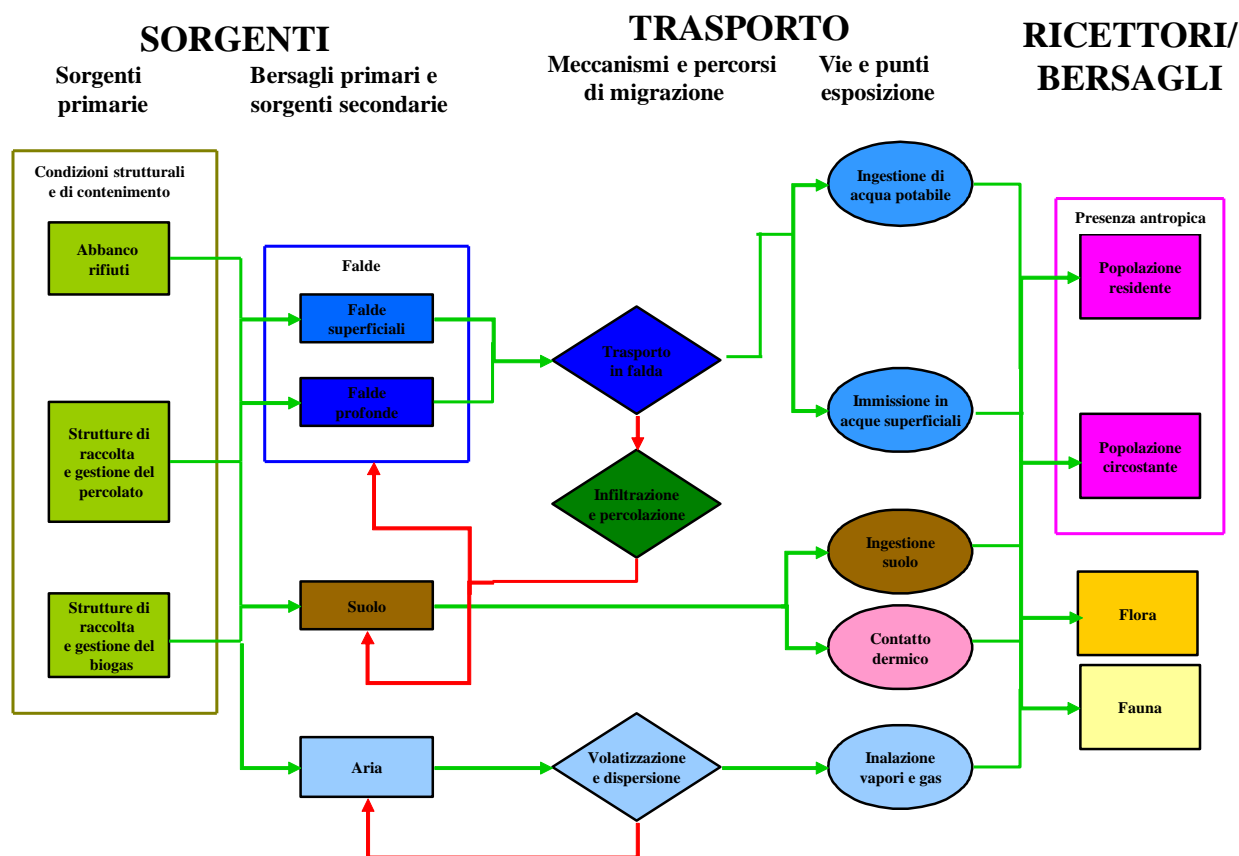 SORGENTI
TRASPORTO
RICETTORI/
BERSAGLI
Sorgenti
primarie
Bersagli primari e
sorgenti secondarie
Meccanismi e percorsi
di migrazione
Vie e punti
esposizione
Condizioni strutturali
e di contenimento
Abbanco
rifiuti
Strutture di
raccolta
e gestione del
percolato
Strutture di
raccolta
e gestione del
biogas
Falde
Falde
superficiali
Falde
profonde
Suolo
Aria
Trasporto
in falda
Infiltrazione
e percolazione
Volatizzazione
e dispersione
Ingestione di
acqua potabile
Immissione in
acque superficiali
Ingestione
suolo
Contatto
dermico
Inalazione
vapori e gas
Presenza antropica
Popolazione
residente
Popolazione
circostante
Flora
Fauna